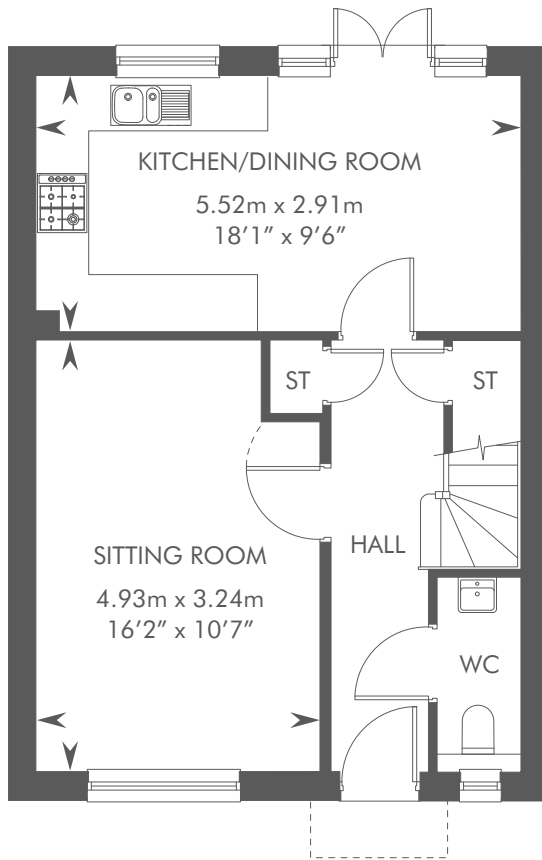 KITCHEN/DINING ROOM
5.52m x 2.91m
18’1” x 9’6”
ST
ST
SITTING ROOM
4.93m x 3.24m
16’2” x 10’7”
HALL
WC